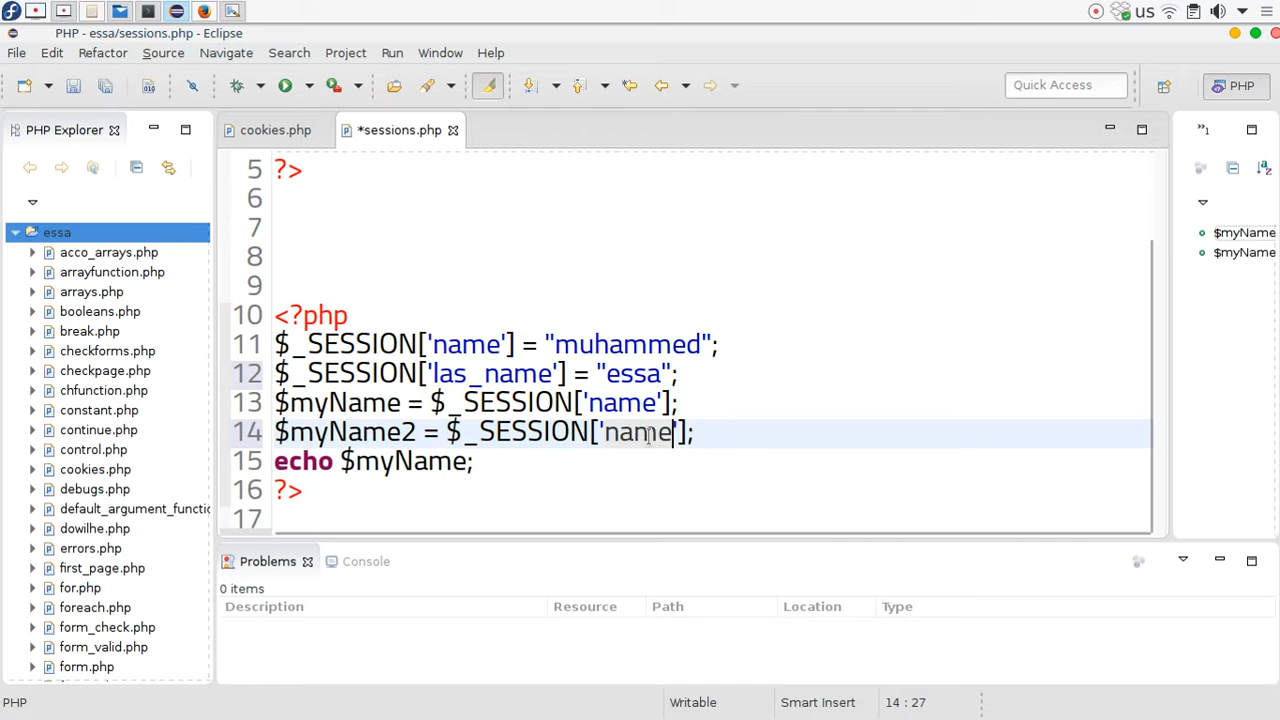 us
PHP - essa/sessions.php - Eclipse
File Edit Refactor Source Navigate Search Project Run Window Help
Quick Access
PHP
PHP Explorer
cookies.php
*sessions.php
»1
essa
acco_arrays.php
arrayfunction.php
arrays.php
booleans.php
break.php
checkforms.php
checkpage.php
chfunction.php
constant.php
continue.php
control.php
cookies.php
debugs.php
default_argument_functio
dowilhe.php
errors.php
first_page.php
for.php
foreach.php
form_check.php
form_valid.php
form.php
5 ?>
6
7
8
9
10 <?php
11 $_SESSION['name'] = "muhammed";
12 $_SESSION['las_name'] = "essa";
13 $myName = $_SESSION['name'];
14 $myName2 = $_SESSION['name'];
15 echo $myName;
16 ?>
17
$myName
$myName
Problems
Console
0 items
Description Resource Path Location Type
PHP
Writable
Smart Insert
14 : 27